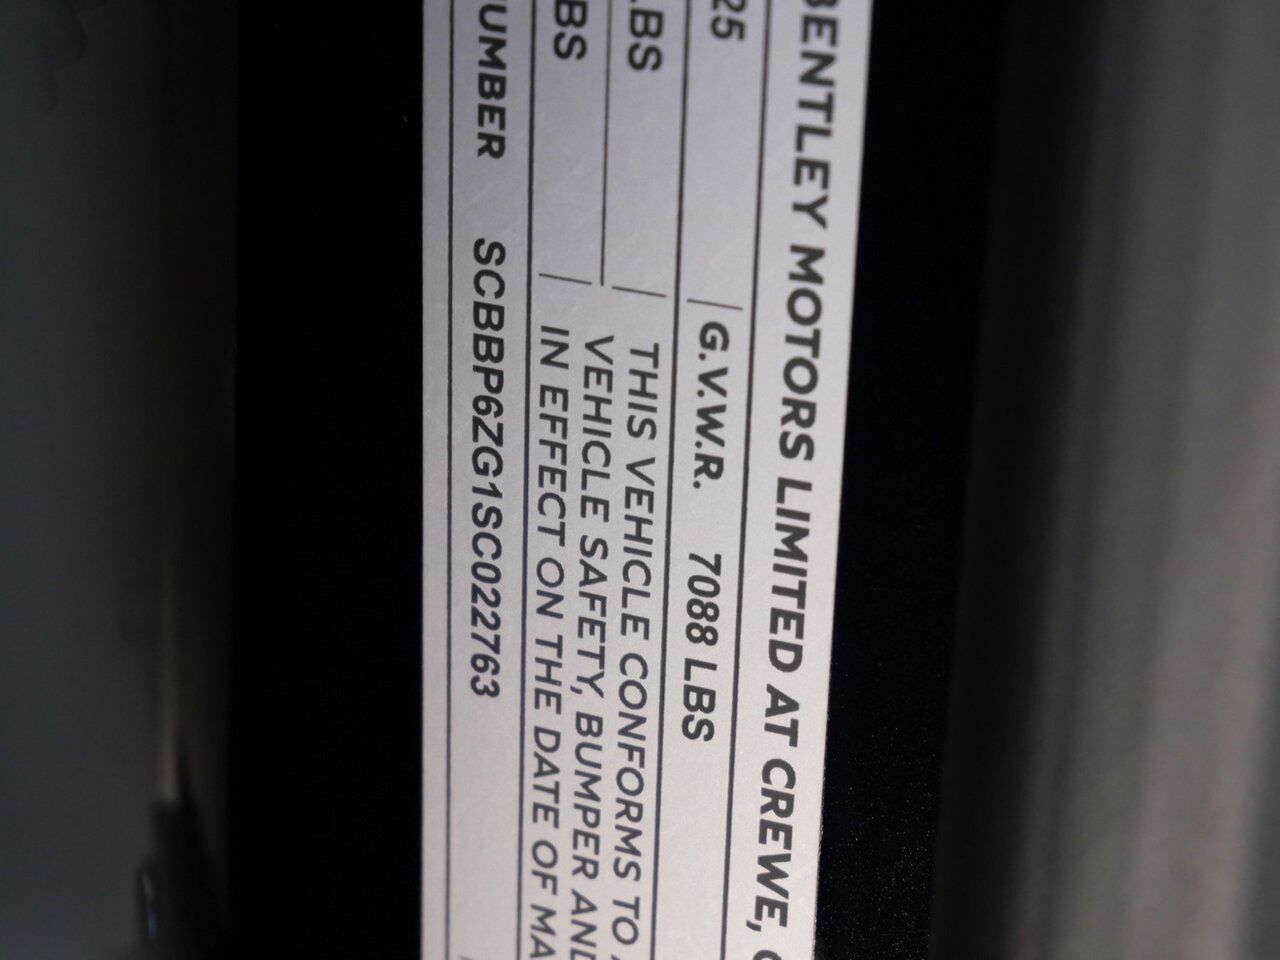 BENTLEY MOTORS LIMITED AT CREWE,
25 G.V.W.R. 7088 LBS
LBS THIS VEHICLE CONFORMS TO
VEHICLE SAFETY, BUMPER AND
BS IN EFFECT ON THE DATE OF MA
UMBER SCBBP6ZG1SC022763